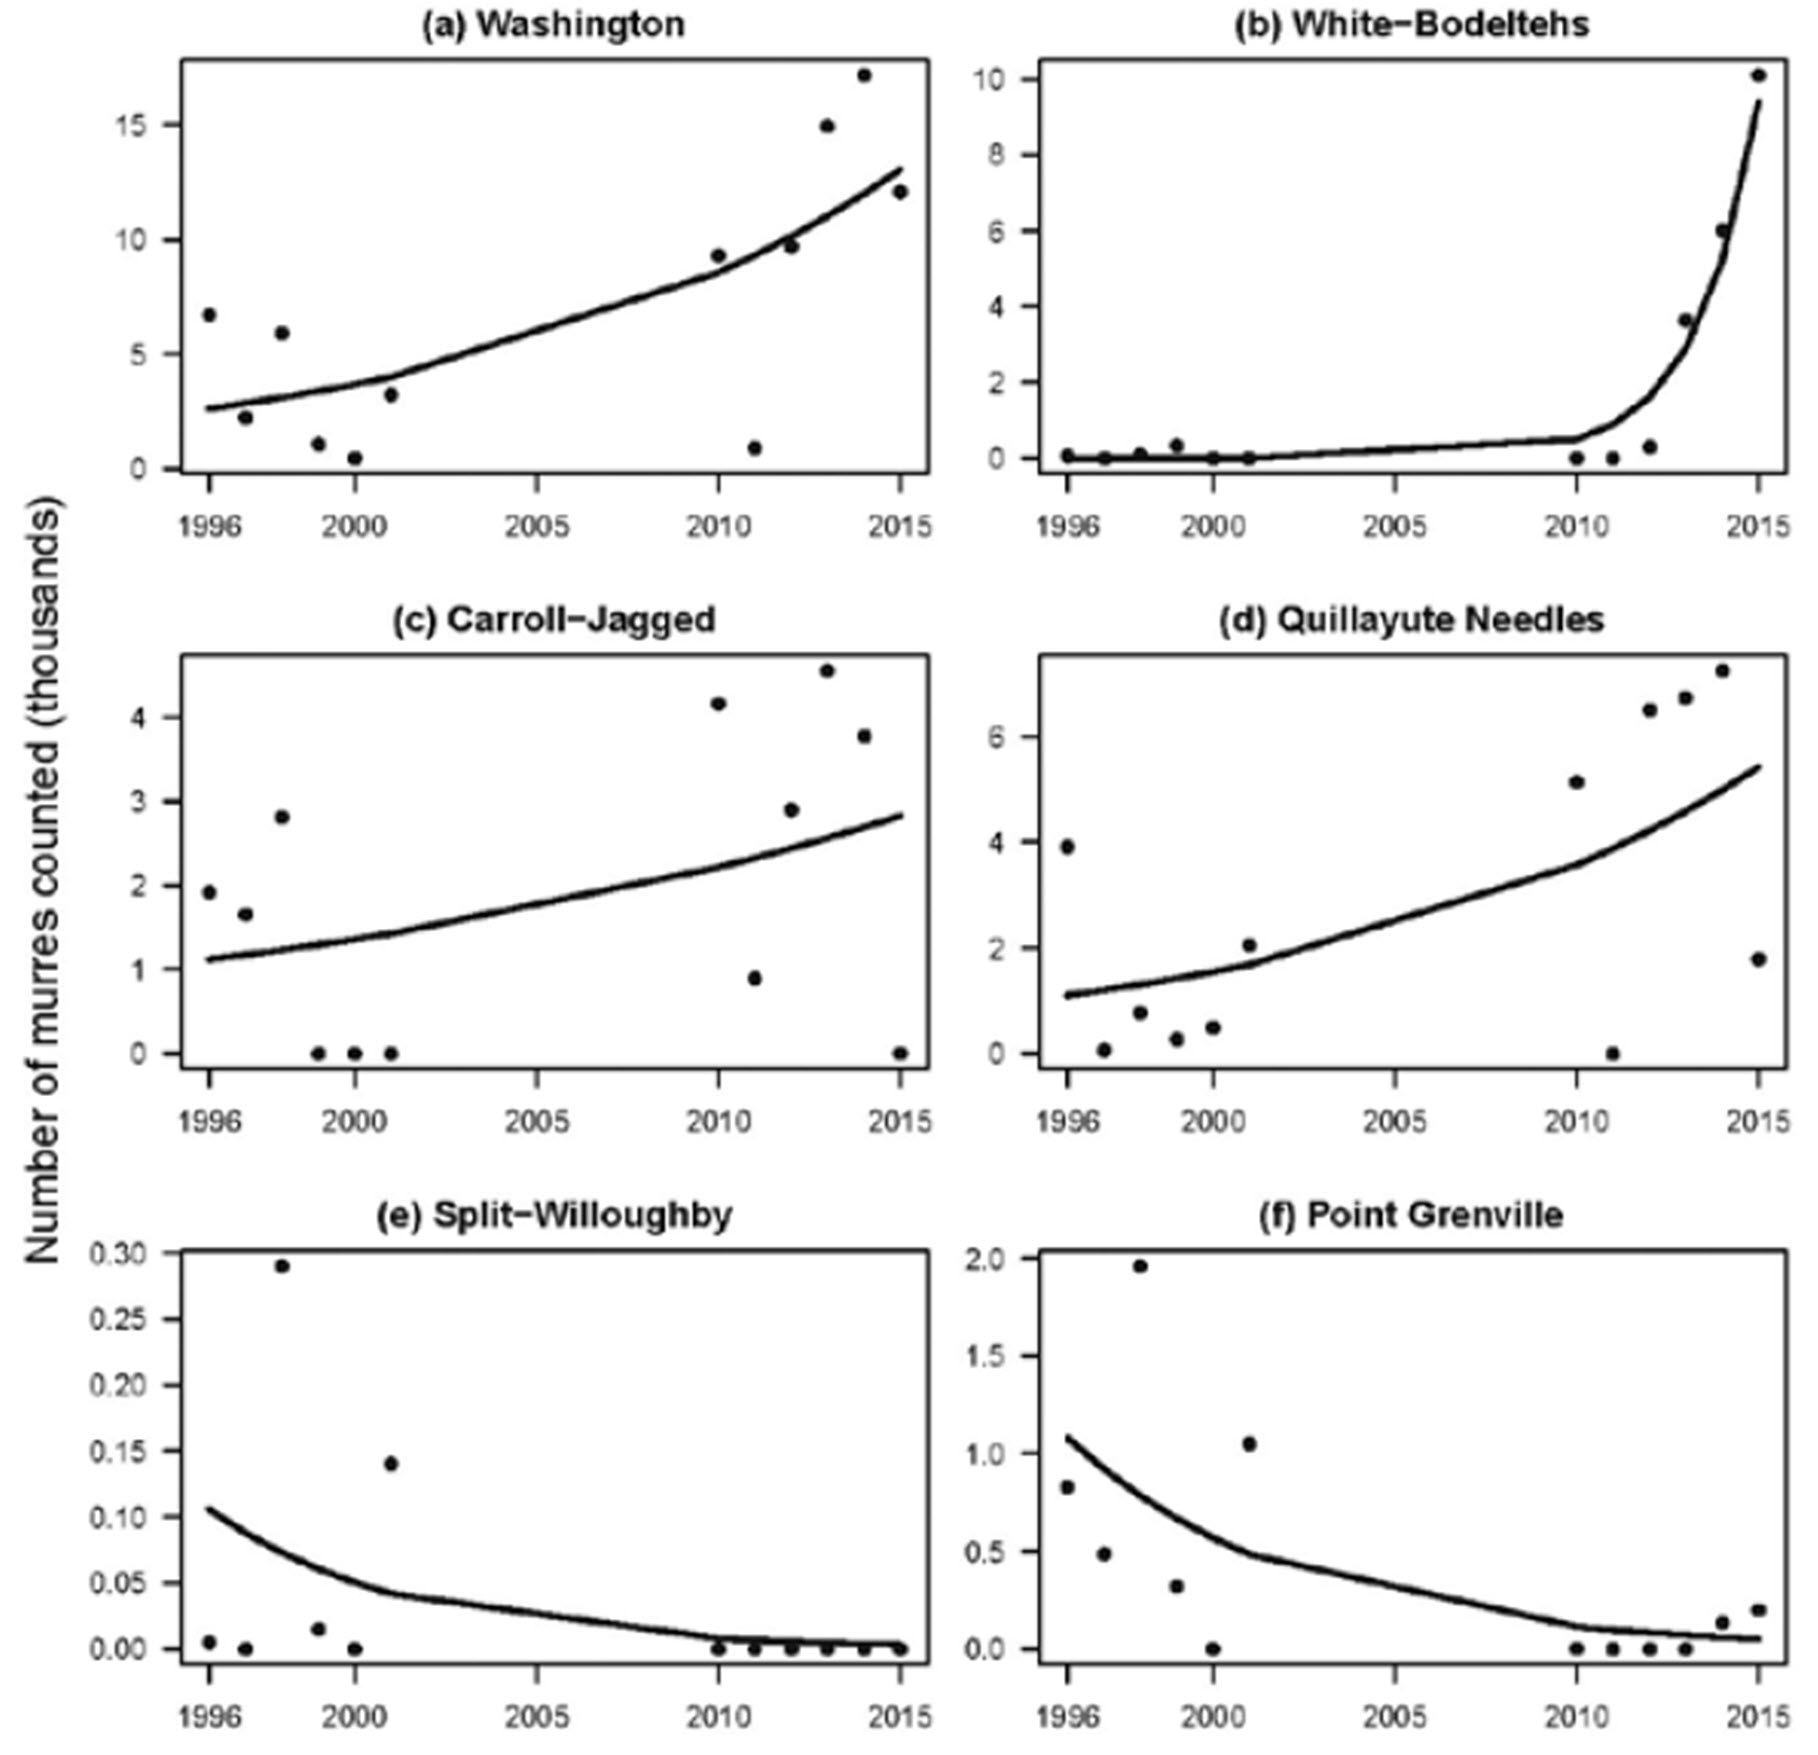 Number of murres counted (thousands)
(a) Washington
15
10
5
0
1996 2000 2005 2010 2015
(b) White−Bodeltehs
10
8
6
4
2
0
1996 2000 2005 2010 2015
(c) Carroll−Jagged
4
3
2
1
0
1996 2000 2005 2010 2015
(d) Quillayute Needles
6
4
2
0
1996 2000 2005 2010 2015
(e) Split−Willoughby
0.30
0.25
0.20
0.15
0.10
0.05
0.00
1996 2000 2005 2010 2015
(f) Point Grenville
2.0
1.5
1.0
0.5
0.0
1996 2000 2005 2010 2015